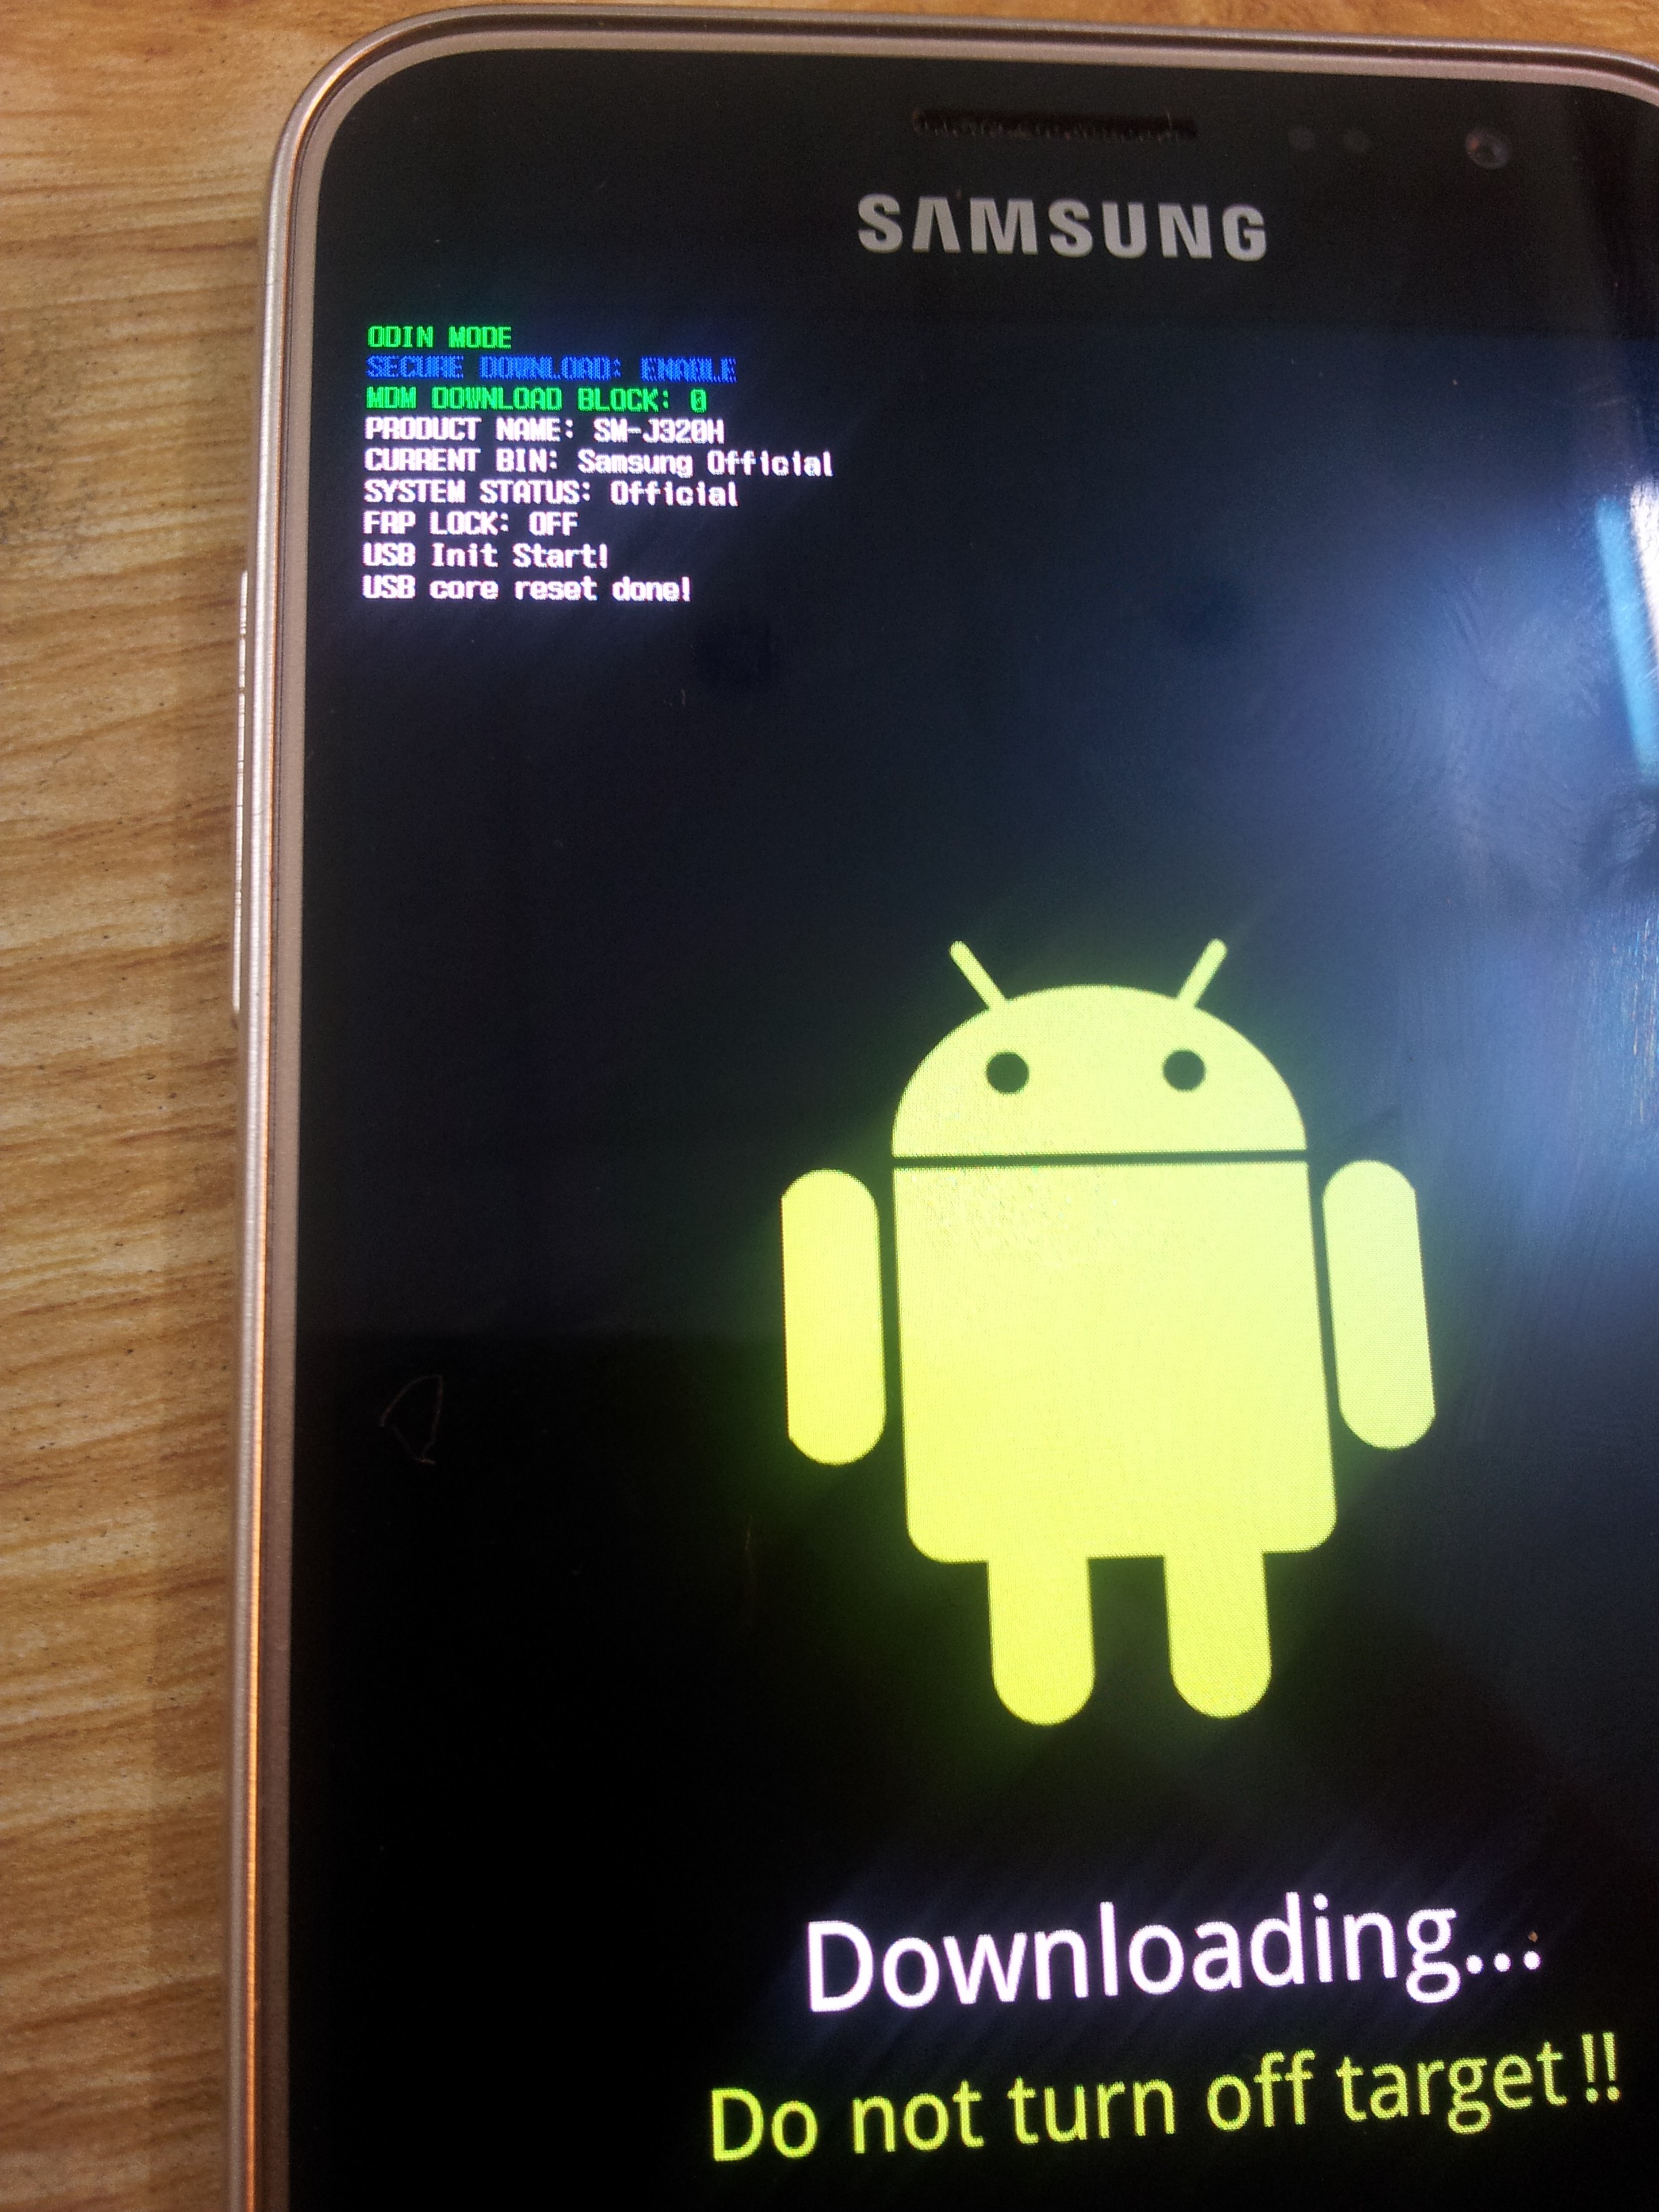 SAMSUNG
ODIN MODE
SECURE DOWNLOAD: ENABLE
MDM DOWNLOAD BLOCK: 0
PRODUCT NAME: SM-J320H
CURRENT BIN: Samsung Official
SYSTEM STATUS: Official
FRP LOCK: OFF
USB Init Start!
USB core reset done!
Downloading...
Do not turn off target !!